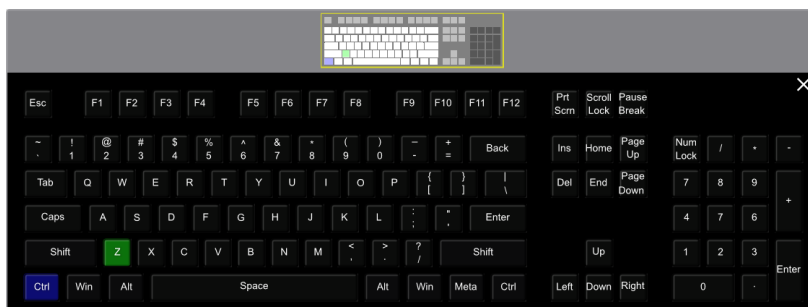 Esc F1 F2 F3 F4 F5 F6 F7 F8 F9 F10 F11 F12 Prt Scrn Scroll Lock Pause Break
~ . ! 1 @ 2 # 3 $ 4 % 5 ^ 6 & 7 * 8 ( 9 ) 0 – - + = Back Ins Home Page Up Num Lock / * -
Tab Q W E R T Y U I O P { [ } ] | \ Del End Page Down 7 8 9 +
Caps A S D F G H J K L : ; " ' Enter 4 7 6
Shift Z X C V B N M < , > . ? / Shift Up 1 2 3 Enter
Ctrl Win Alt Space Alt Win Meta Ctrl Left Down Right 0 .